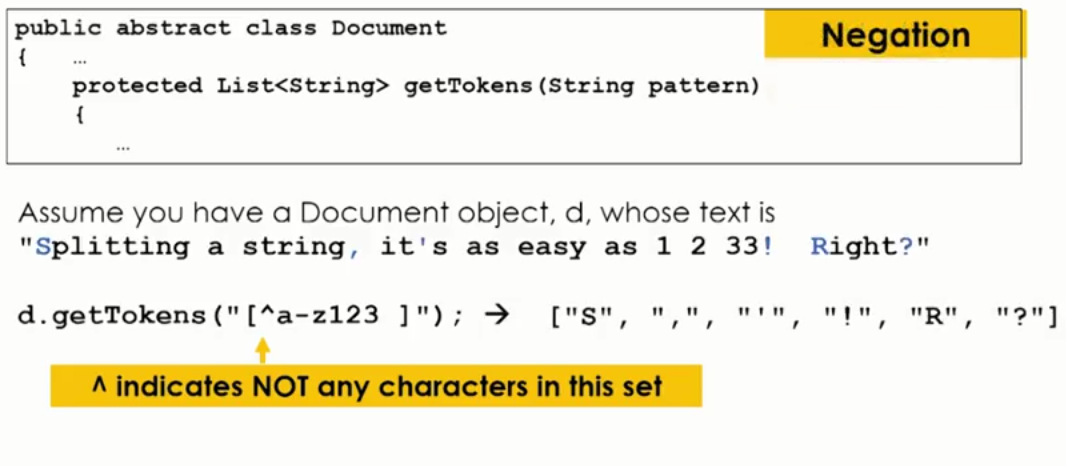 public abstract class Document
Negation
{ …
protected List<String> getTokens(String pattern)
{
…
Assume you have a Document object, d, whose text is
"Splitting a string, it's as easy as 1 2 33!  Right?"
d.getTokens("[^a-z123 ]"); → ["S", ",", "'", "!", "R", "?"]
^ indicates NOT any characters in this set